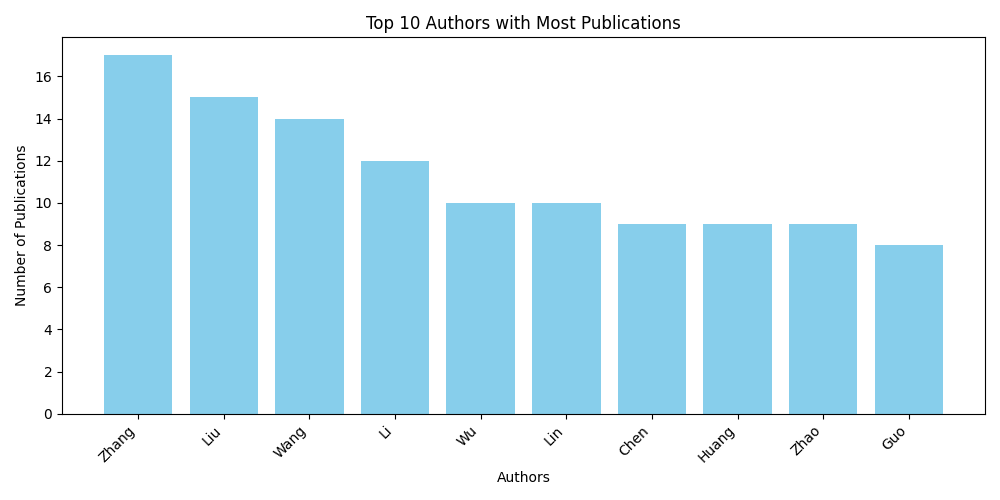 Top 10 Authors with Most Publications
Number of Publications
16
14
12
10
8
6
4
2
0
Zhang
Liu
Wang
Li
Wu
Lin
Chen
Huang
Zhao
Guo
Authors